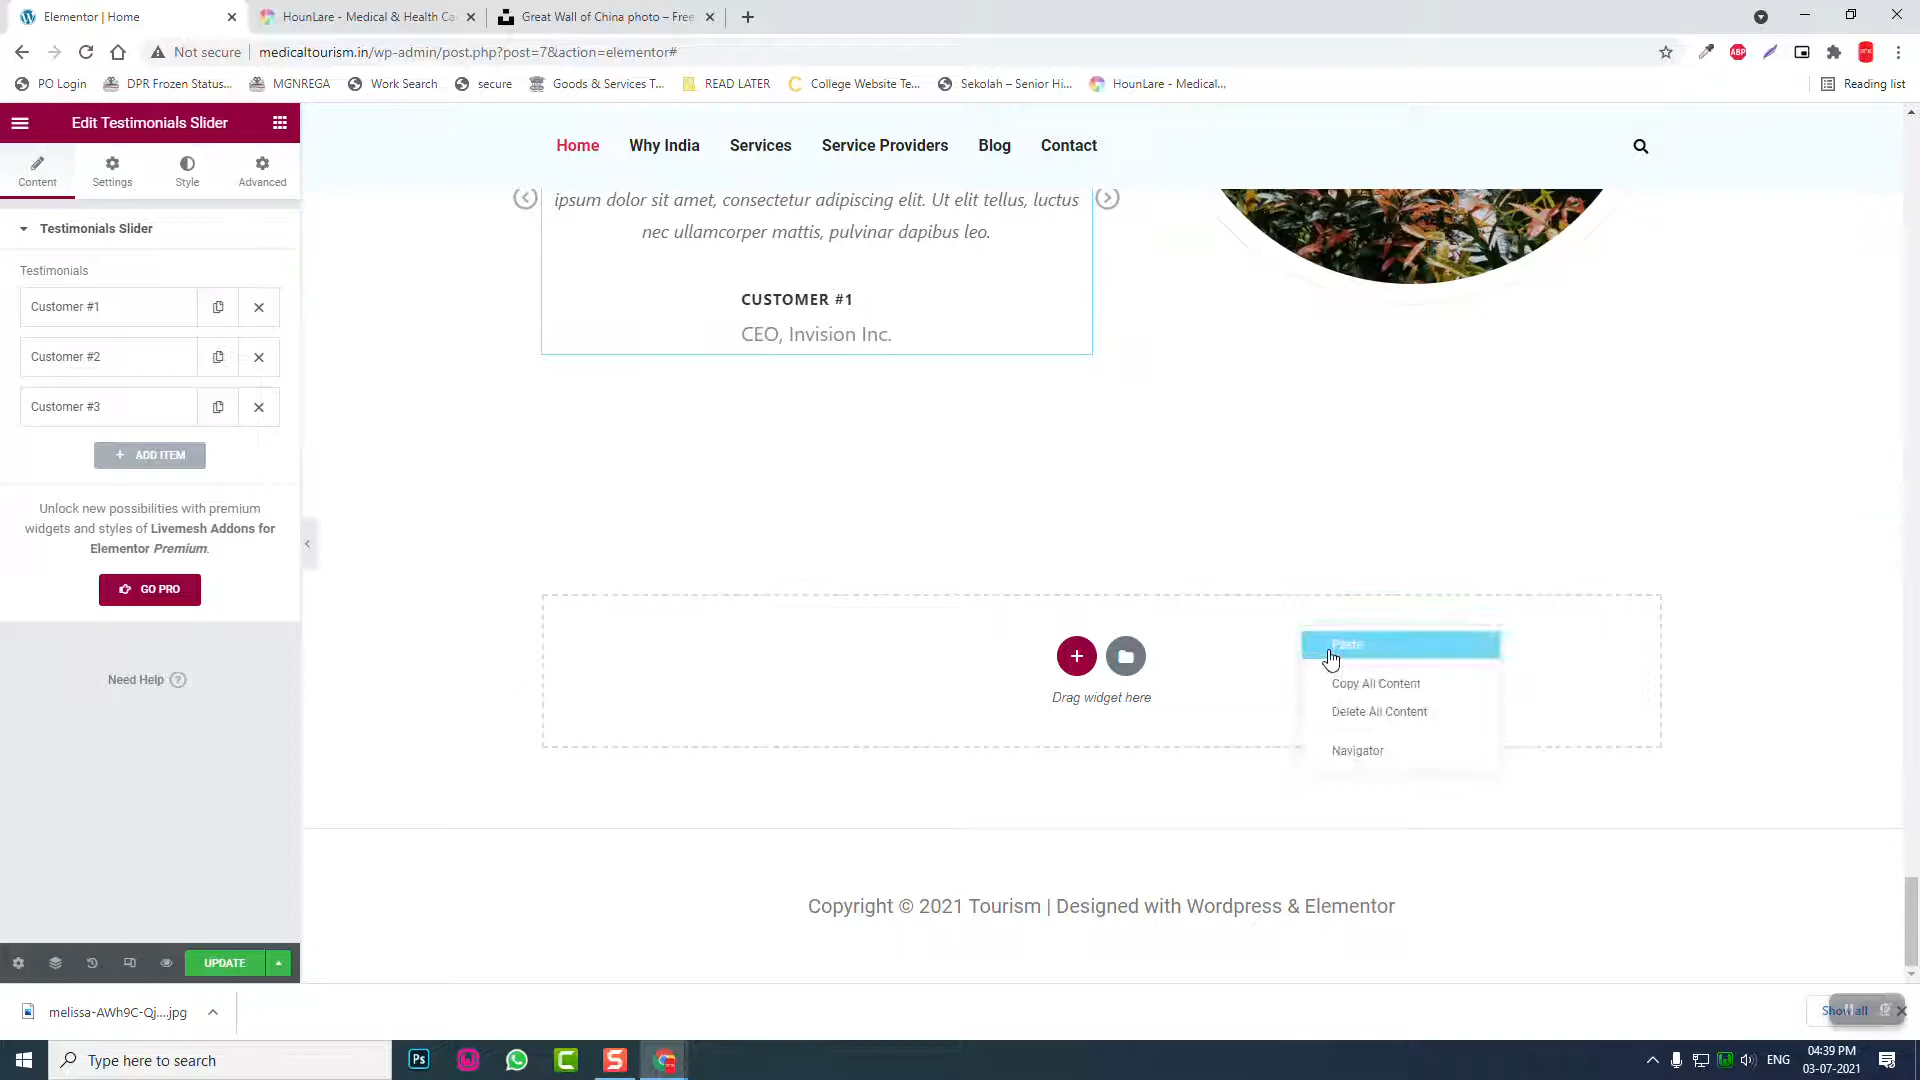 Elementor | Home
HounLare - Medical & Health Ca
Great Wall of China photo – Free
Not secure
medicaltourism.in/wp-admin/post.php?post=7&action=elementor#
ABP
PO Login
DPR Frozen Status...
MGNREGA
Work Search
secure
Goods & Services T...
READ LATER
College Website Te...
Sekolah – Senior Hi...
HounLare - Medical...
Reading list
Edit Testimonials Slider
Content
Settings
Style
Advanced
Testimonials Slider
Testimonials
Customer #1
Customer #2
Customer #3
ADD ITEM
Unlock new possibilities with premium
widgets and styles of Livemesh Addons for
Elementor Premium.
GO PRO
Need Help
UPDATE
Home
Why India
Services
Service Providers
Blog
Contact
ipsum dolor sit amet, consectetur adipiscing elit. Ut elit tellus, luctus
nec ullamcorper mattis, pulvinar dapibus leo.
CUSTOMER #1
CEO, Invision Inc.
Drag widget here
Paste
Copy All Content
Delete All Content
Navigator
Copyright © 2021 Tourism | Designed with Wordpress & Elementor
melissa-AWh9C-Qj....jpg
Show all
Type here to search
Ps
ENG
04:39 PM
03-07-2021